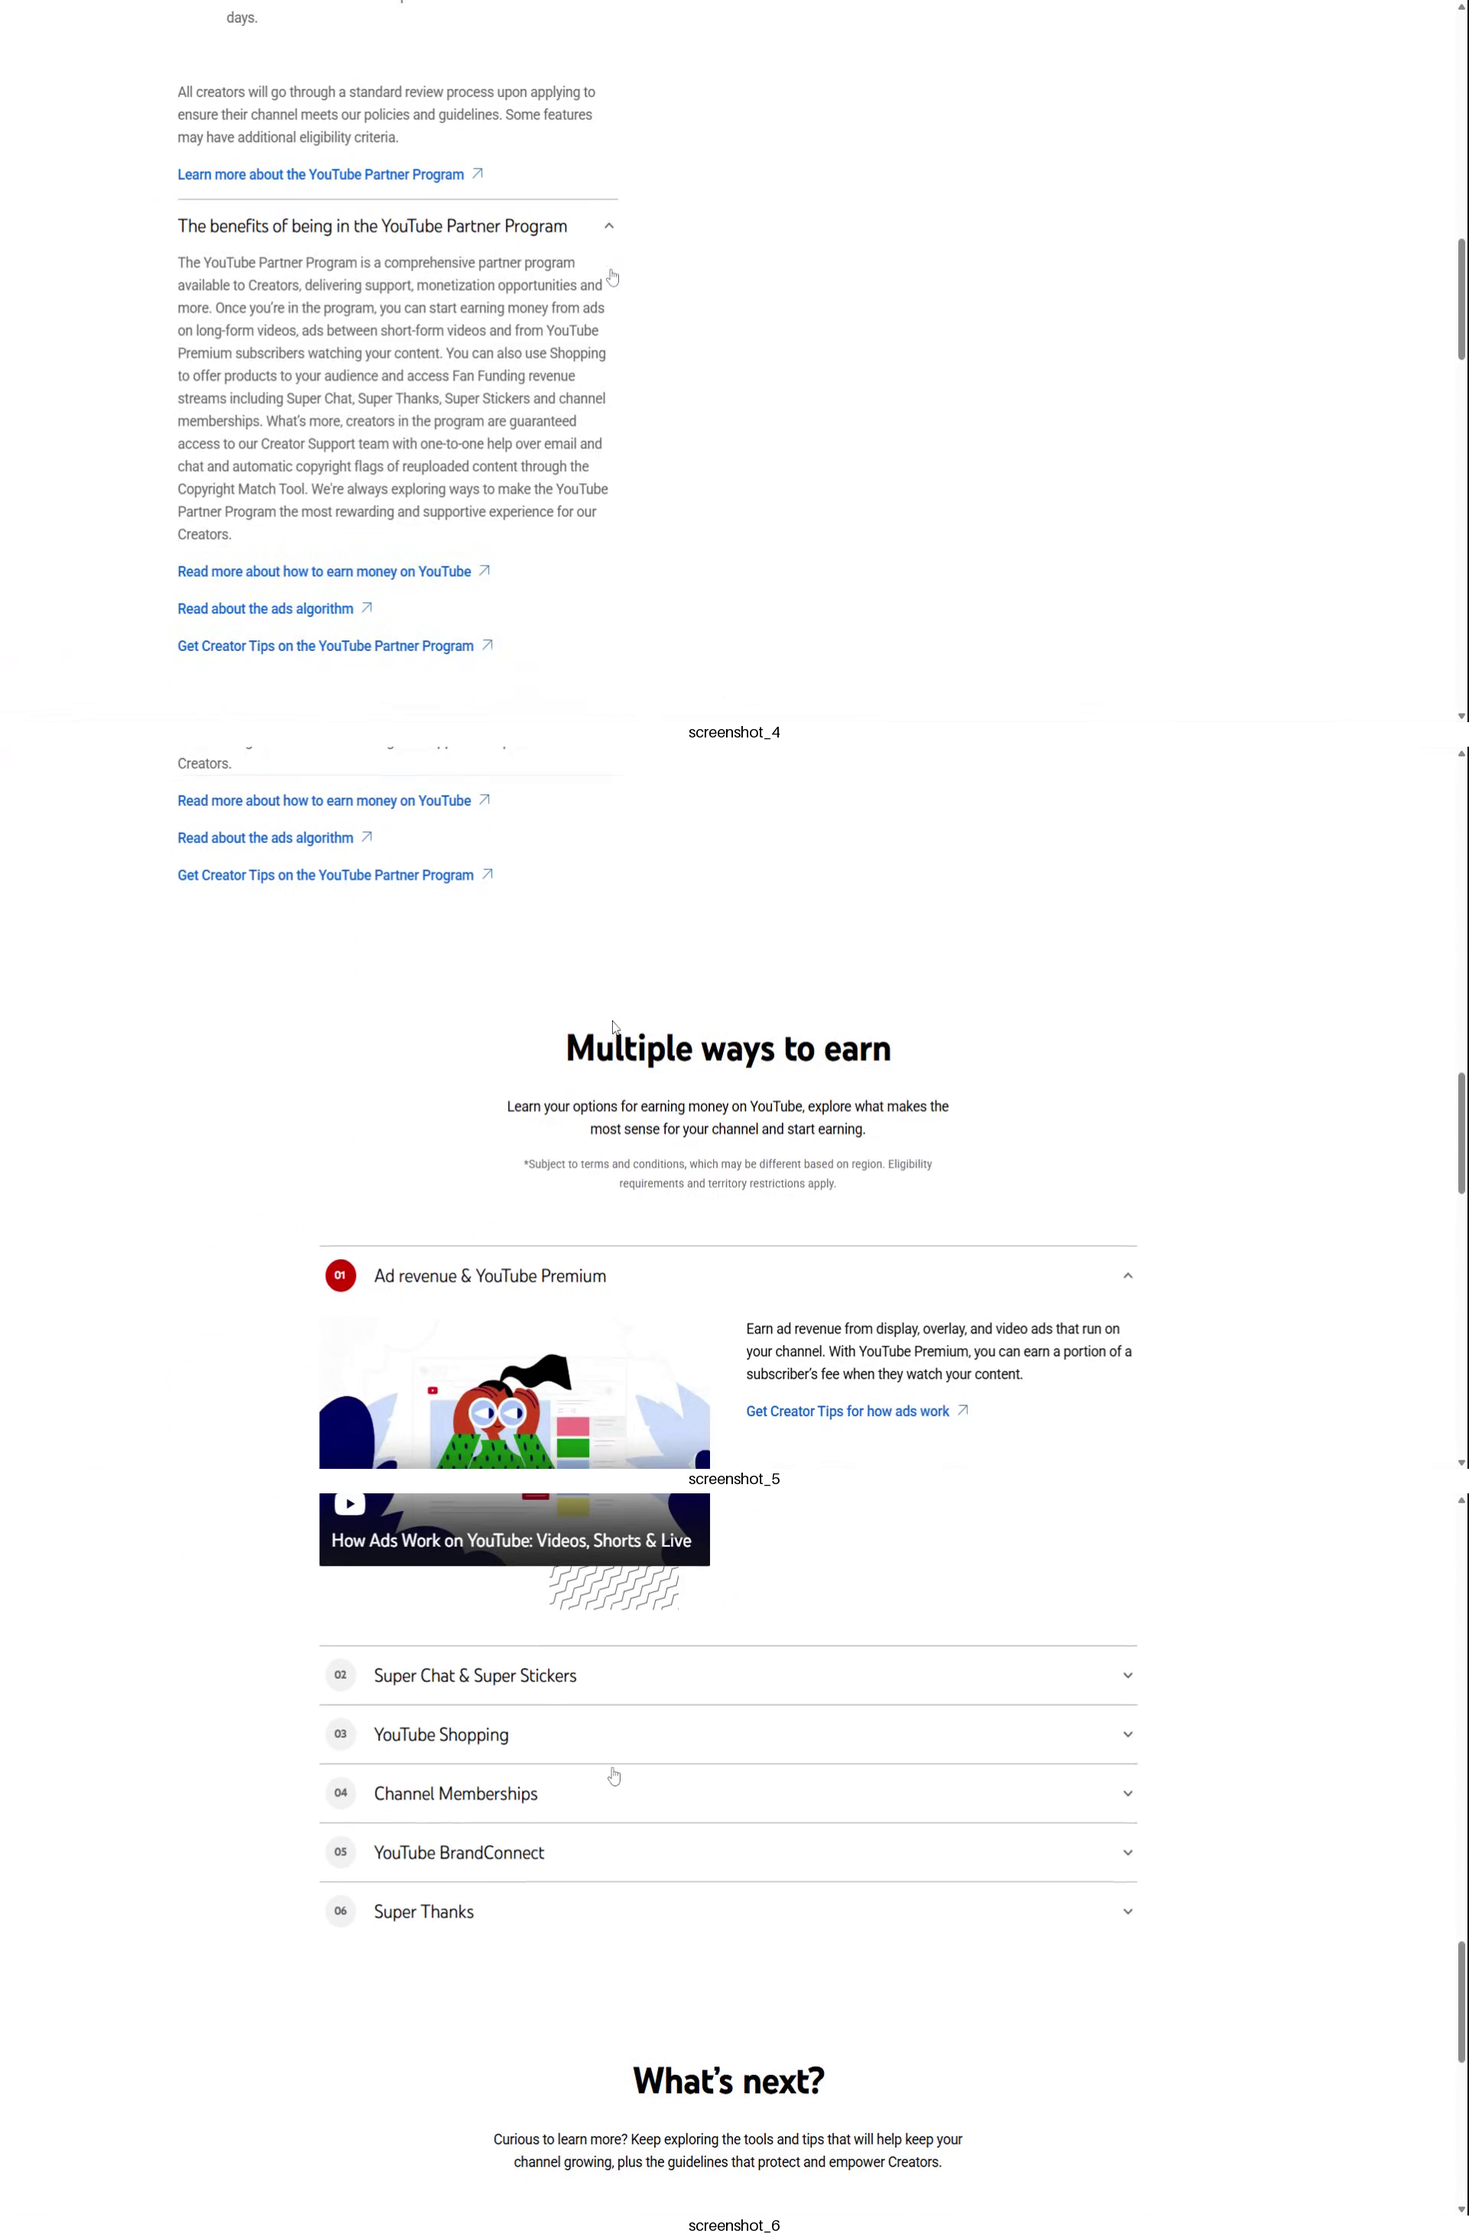 days.
All creators will go through a standard review process upon applying to
ensure their channel meets our policies and guidelines. Some features
may have additional eligibility criteria.
Learn more about the YouTube Partner Program
The benefits of being in the YouTube Partner Program
The YouTube Partner Program is a comprehensive partner program
available to Creators, delivering support, monetization opportunities and
more. Once you're in the program, you can start earning money from ads
on long-form videos, ads between short-form videos and from YouTube
Premium subscribers watching your content. You can also use Shopping
to offer products to your audience and access Fan Funding revenue
streams including Super Chat, Super Thanks, Super Stickers and channel
memberships. What's more, creators in the program are guaranteed
access to our Creator Support team with one-to-one help over email and
chat and automatic copyright flags of reuploaded content through the
Copyright Match Tool. We're always exploring ways to make the YouTube
Partner Program the most rewarding and supportive experience for our
Creators.
Read more about how to earn money on YouTube
Read about the ads algorithm
Get Creator Tips on the YouTube Partner Program
screenshot_4
Creators.
Read more about how to earn money on YouTube
Read about the ads algorithm
Get Creator Tips on the YouTube Partner Program
Multiple ways to earn
Learn your options for earning money on YouTube, explore what makes the
most sense for your channel and start earning.
*Subject to terms and conditions, which may be different based on region. Eligibility
requirements and territory restrictions apply.
01 Ad revenue & YouTube Premium
Earn ad revenue from display, overlay, and video ads that run on
your channel. With YouTube Premium, you can earn a portion of a
subscriber's fee when they watch your content.
Get Creator Tips for how ads work
screenshot_5
How Ads Work on YouTube: Videos, Shorts & Live
02 Super Chat & Super Stickers
03 YouTube Shopping
04 Channel Memberships
05 YouTube BrandConnect
06 Super Thanks
What's next?
Curious to learn more? Keep exploring the tools and tips that will help keep your
channel growing, plus the guidelines that protect and empower Creators.
screenshot_6